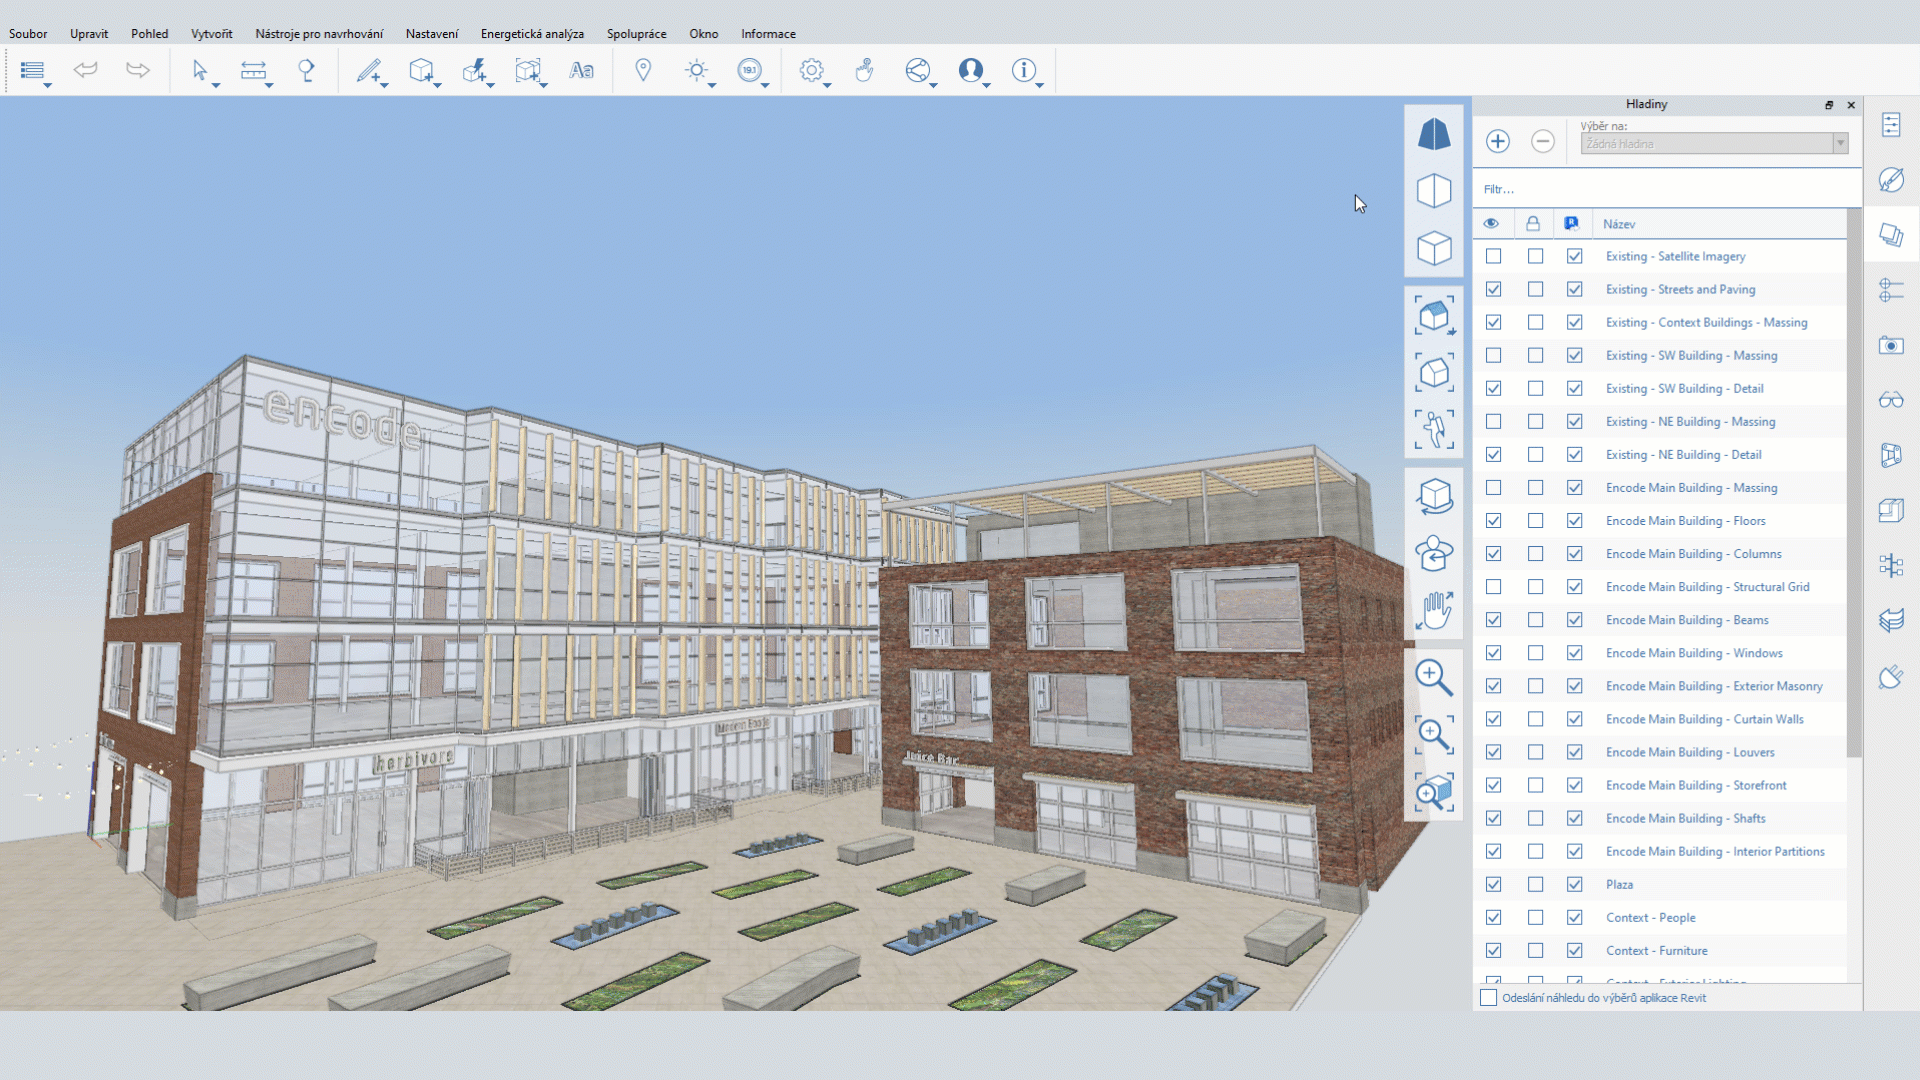 Soubor Upravit Pohled Vytvořit Nástroje pro navrhování Nastavení Energetická analýza Spolupráce Okno Informace
Aa
19.1
Hladiny
Výběr na:
Žádná hladina
Filtr...
Název
Existing - Satellite Imagery
Existing - Streets and Paving
Existing - Context Buildings - Massing
Existing - SW Building - Massing
Existing - SW Building - Detail
Existing - NE Building - Massing
Existing - NE Building - Detail
Encode Main Building - Massing
Encode Main Building - Floors
Encode Main Building - Columns
Encode Main Building - Structural Grid
Encode Main Building - Beams
Encode Main Building - Windows
Encode Main Building - Exterior Masonry
Encode Main Building - Curtain Walls
Encode Main Building - Louvers
Encode Main Building - Storefront
Encode Main Building - Shafts
Encode Main Building - Interior Partitions
Plaza
Context - People
Context - Furniture
Context - Exterior Lighting
Odeslání náhledu do výběrů aplikace Revit
encode
herbivore
Juice Bar